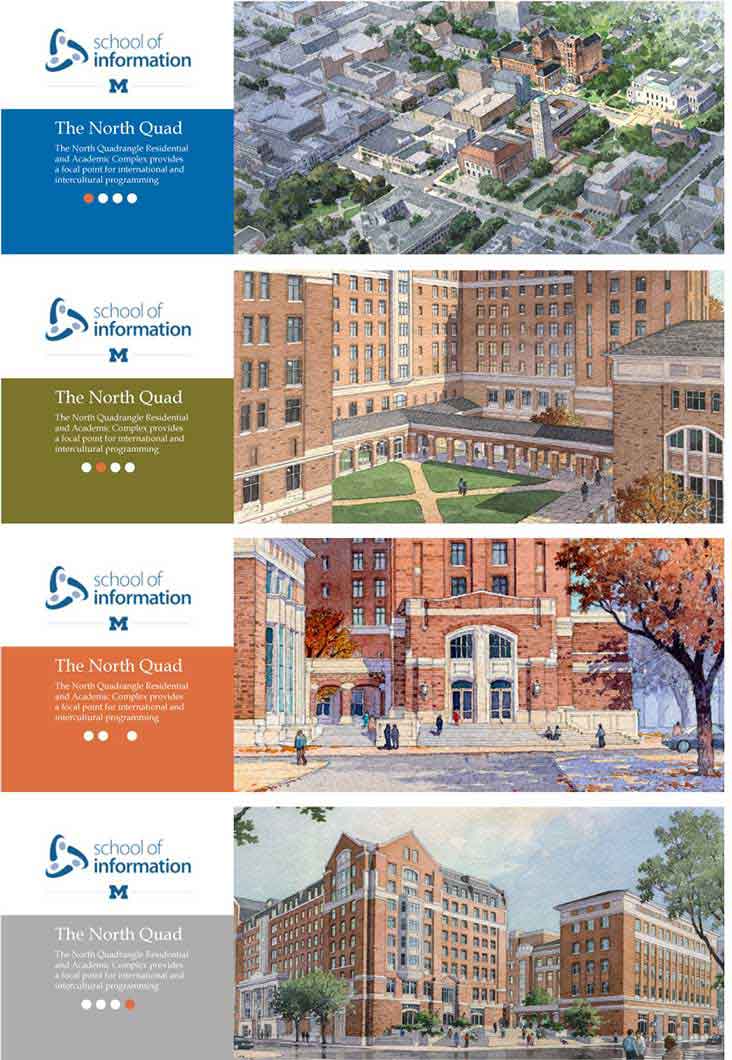 school of
information
M
The North Quad
The North Quadrangle Residential
and Academic Complex provides
a focal point for international and
intercultural programming
school of
information
M
The North Quad
The North Quadrangle Residential
and Academic Complex provides
a focal point for international and
intercultural programming
school of
information
M
The North Quad
The North Quadrangle Residential
and Academic Complex provides
a focal point for international and
intercultural programming
school of
information
M
The North Quad
The North Quadrangle Residential
and Academic Complex provides
a focal point for international and
intercultural programming